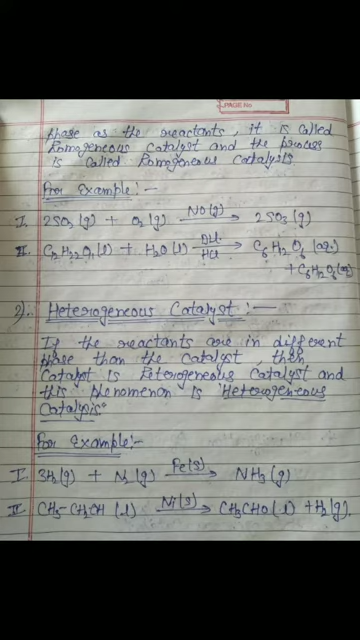 PAGE No.
phase as the reactants, it is called
homogeneous catalyst and the process
is called homogeneous catalysis
For Example:-
I. 2SO₂(g) + O₂(g) NO(g)→ 2SO₃(g)
II. C₁₂H₂₂O₁₁(l) + H₂O(l) Dil. HCl→ C₆H₁₂O₆(aq.)
+ C₆H₁₂O₆(aq)
2). Heterogeneous Catalyst:-
If the reactants are in different
phase than the catalyst, then
Catalyst is heterogeneous catalyst and
this phenomenon is Heterogeneous
Catalysis.
For Example:-
I 3H₂(g) + N₂(g) Fe(s)→ NH₃(g)
II CH₃-CH₂OH(l) Ni(s)→ CH₃CHO(l) + H₂(g).